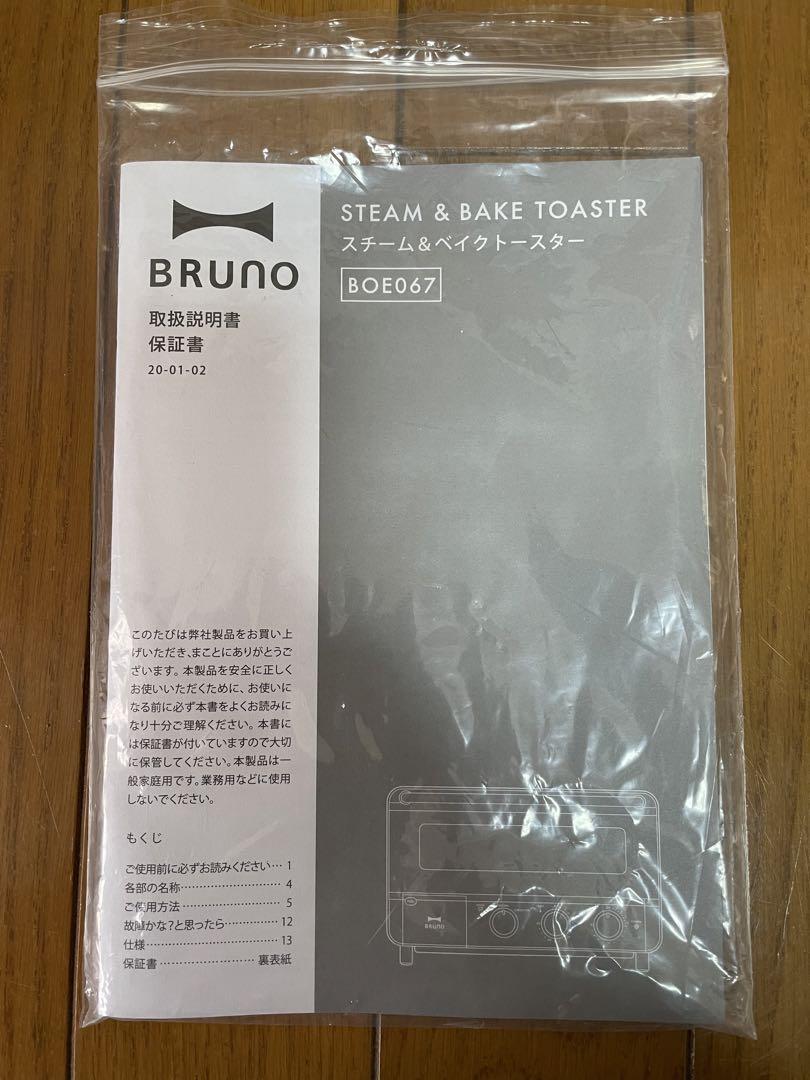 BRUNO
取扱説明書
保証書
20-01-02
STEAM & BAKE TOASTER
スチーム&ベイクトースター
BOE067
このたびは弊社製品をお買い上
げいただき、まことにありがとうご
ざいます。本製品を安全に正しく
お使いいただくために、お使いに
なる前に必ず本書をよくお読みに
なり十分ご理解ください。本書に
は保証書が付いていますので大切
に保管してください。本製品は一
般家庭用です。業務用などに使用
しないでください。
もくじ
ご使用前に必ずお読みください… 1
各部の名称…………………… 4
ご使用方法…………………… 5
故障かな?と思ったら………… 12
仕様………………………… 13
保証書…………………… 裏表紙
BRUNO